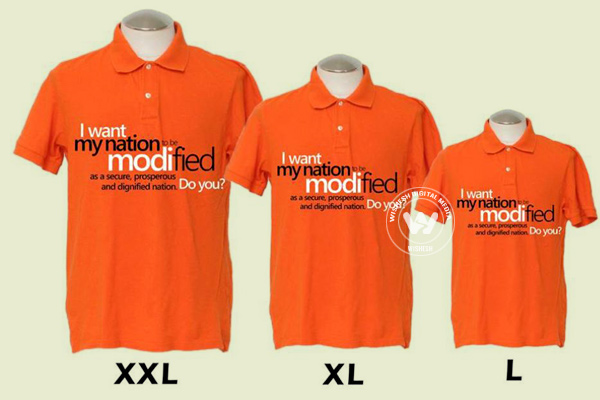 I want
my nation to be
modified
as a secure, prosperous
and dignified nation. Do you?
I want
my nation to be
modified
as a secure, prosperous
and dignified nation. Do you
I want
my nation to be
modified
as a secure, prosperous
and dignified nation. Do you?
DIGITAL MEDIA
XXL
XL
L